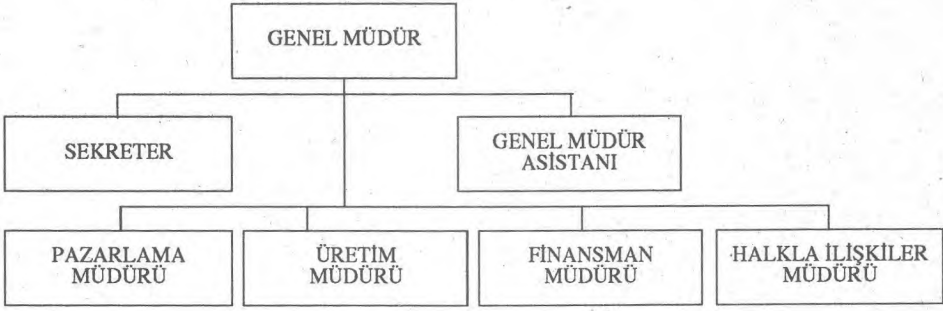 GENEL MÜDÜR
SEKRETER
GENEL MÜDÜR
ASİSTANI
PAZARLAMA
MÜDÜRÜ
ÜRETİM
MÜDÜRÜ
FİNANSMAN
MÜDÜRÜ
HALKLA İLİŞKİLER
MÜDÜRÜ